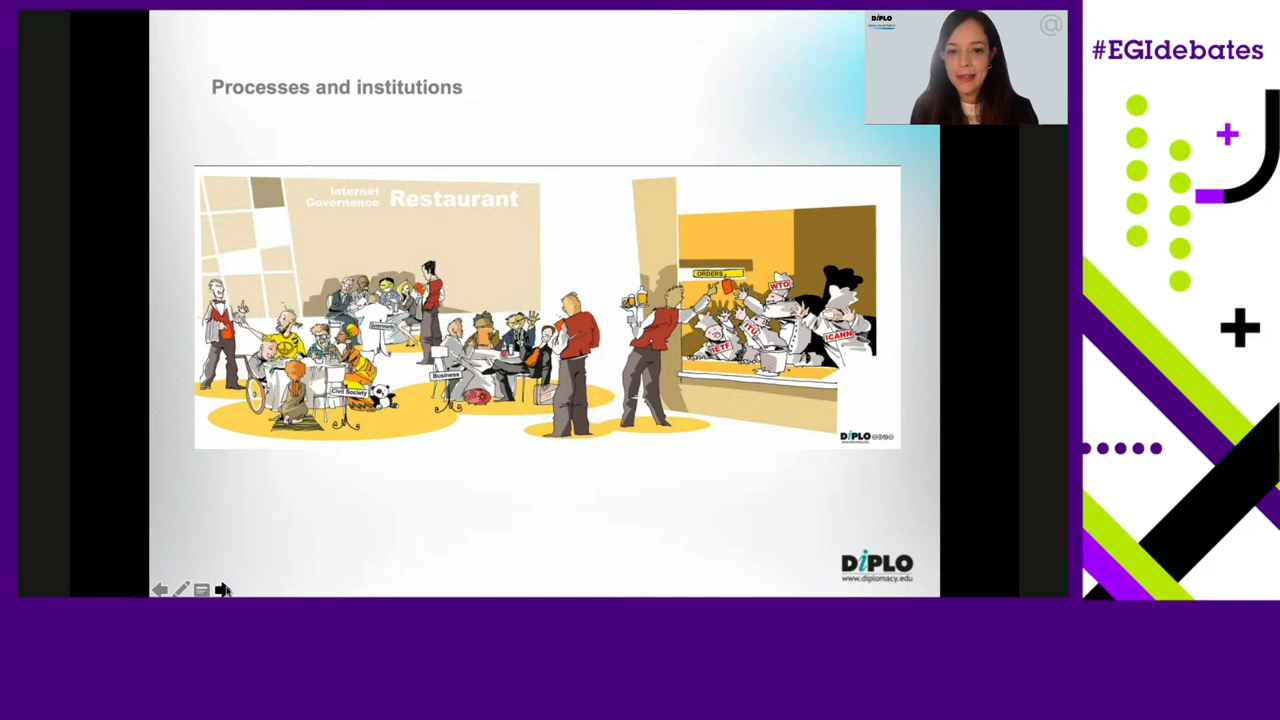 DiPLO
@
#EGIdebates
Processes and institutions
Internet
Governance Restaurant
ORDERS
WTO
ITU
IETF
ICANN
Business
Civil Society
DiPLO
DiPLO
www.diplomacy.edu